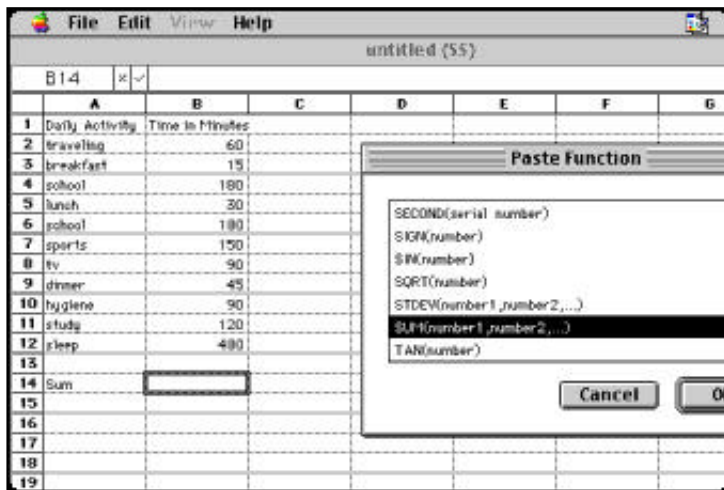 File Edit View Help
untitled (SS)
B14
A B C D E F G
1 Daily Activity Time in Minutes
2 traveling 60
3 breakfast 15
4 school 180
5 lunch 30
6 school 180
7 sports 150
8 tv 90
9 dinner 45
10 hygiene 90
11 study 120
12 sleep 480
13
14 Sum
15
16
17
18
19
Paste Function
SECOND(serial number)
SIGN(number)
SIN(number)
SQRT(number)
STDEV(number1,number2,...)
SUM(number1,number2,...)
TAN(number)
Cancel